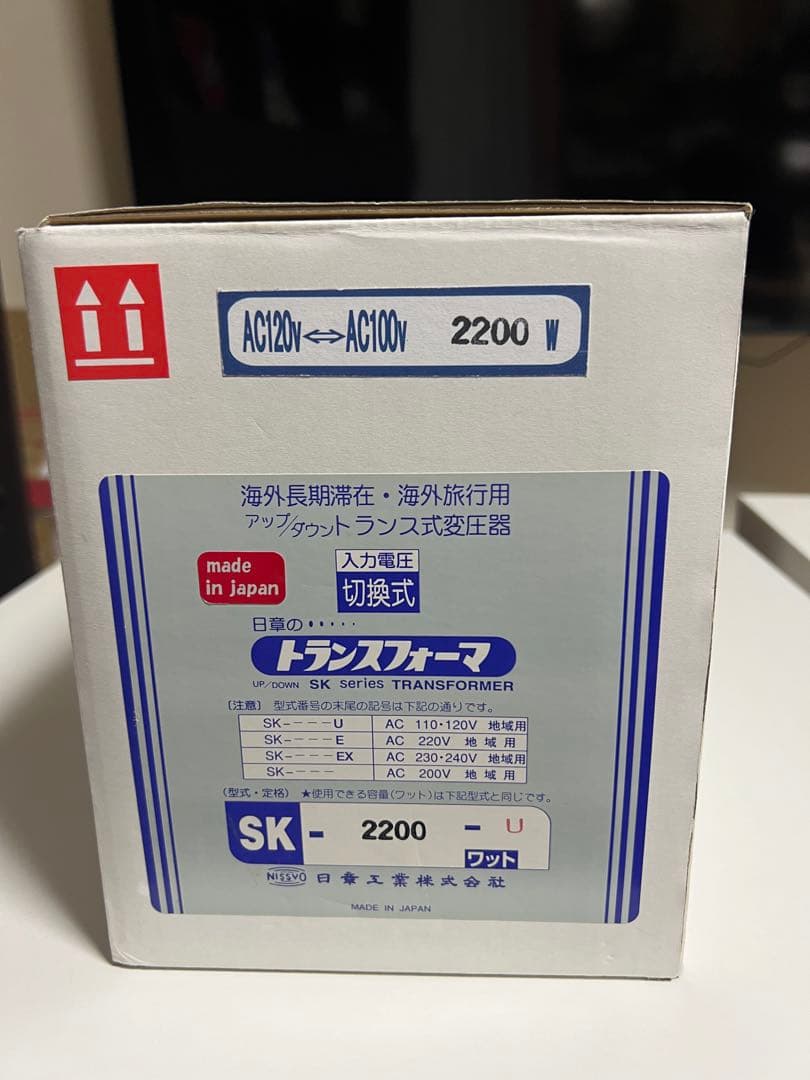 AC120V⇔AC100V 2200 W
海外長期滞在・海外旅行用
アップ/ダウントランス式変圧器
made
in japan
入力電圧
切換式
日章の・・・・・
トランスフォーマ
UP/DOWN SK series TRANSFORMER
〔注意〕 型式番号の末尾の記号は下記の通りです。
SK-－－－U AC 110・120V 地域用
SK-－－－E AC 220V 地域用
SK-－－－EX AC 230・240V 地域用
SK-－－－ AC 200V 地域用
(型式・定格) ★使用できる容量(ワット)は下記型式と同じです。
SK - 2200 - U
ワット
NISSYO 日章工業株式会社
MADE IN JAPAN